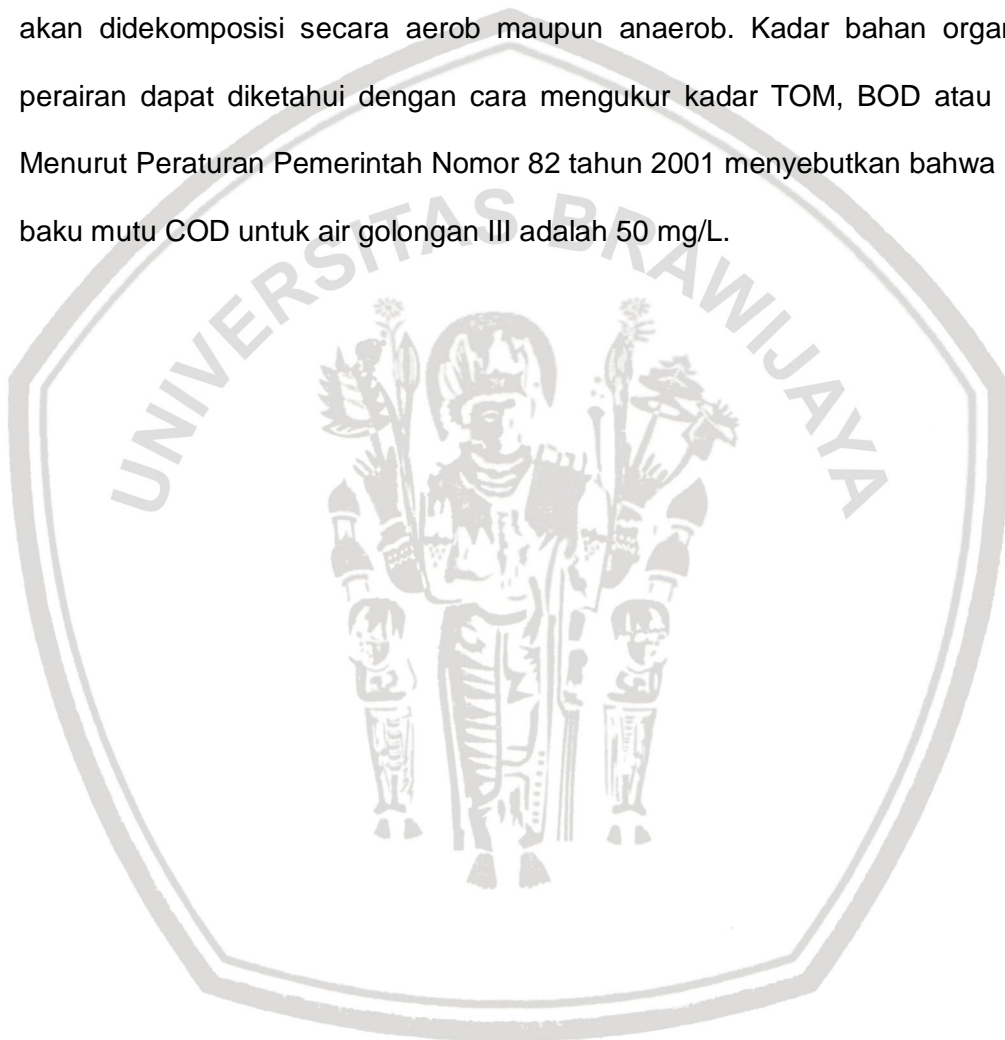 akan didekomposisi secara aerob maupun anaerob. Kadar bahan organ
perairan dapat diketahui dengan cara mengukur kadar TOM, BOD atau
Menurut Peraturan Pemerintah Nomor 82 tahun 2001 menyebutkan bahwa
baku mutu COD untuk air golongan III adalah 50 mg/L.
UNIVERSITAS BRAWIJAYA